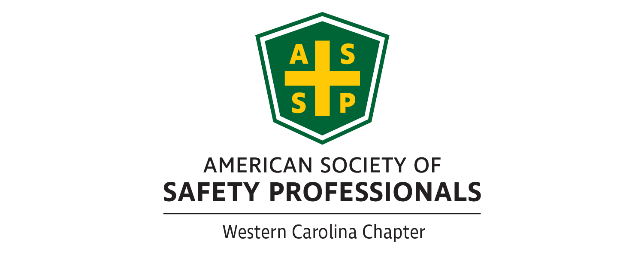 A S
S P
AMERICAN SOCIETY OF
SAFETY PROFESSIONALS
Western Carolina Chapter